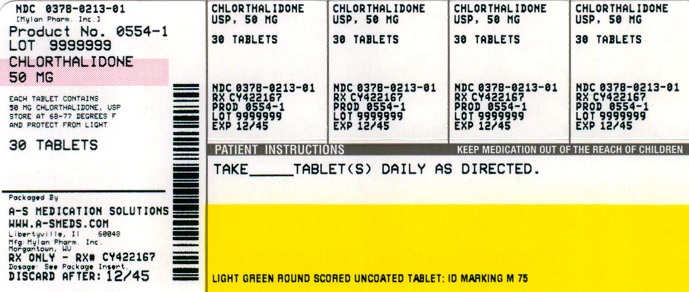 NDC 0378-0213-01
[Mylan Pharm. Inc.]
Product No. 0554-1
LOT 9999999
CHLORTHALIDONE
50 MG
EACH TABLET CONTAINS
50 MG CHLORTHALIDONE, USP
STORE AT 68-77 DEGREES F
AND PROTECT FROM LIGHT
30 TABLETS
Packaged By
A-S MEDICATION SOLUTIONS
WWW.A-SMEDS.COM
Libertyville, Il 60048
Mfg: Mylan Pharm. Inc.
Morgantown, WV
RX ONLY - RX# CY422167
Dosage: See Package Insert
DISCARD AFTER: 12/45
CHLORTHALIDONE
USP, 50 MG
30 TABLETS
NDC 0378-0213-01
RX CY422167
PROD 0554-1
LOT 9999999
EXP 12/45
CHLORTHALIDONE
USP, 50 MG
30 TABLETS
NDC 0378-0213-01
RX CY422167
PROD 0554-1
LOT 9999999
EXP 12/45
CHLORTHALIDONE
USP, 50 MG
30 TABLETS
NDC 0378-0213-01
RX CY422167
PROD 0554-1
LOT 9999999
EXP 12/45
CHLORTHALIDONE
USP, 50 MG
30 TABLETS
NDC 0378-0213-01
RX CY422167
PROD 0554-1
LOT 9999999
EXP 12/45
PATIENT INSTRUCTIONS KEEP MEDICATION OUT OF THE REACH OF CHILDREN
TAKE_____TABLET(S) DAILY AS DIRECTED.
LIGHT GREEN ROUND SCORED UNCOATED TABLET: ID MARKING M 75